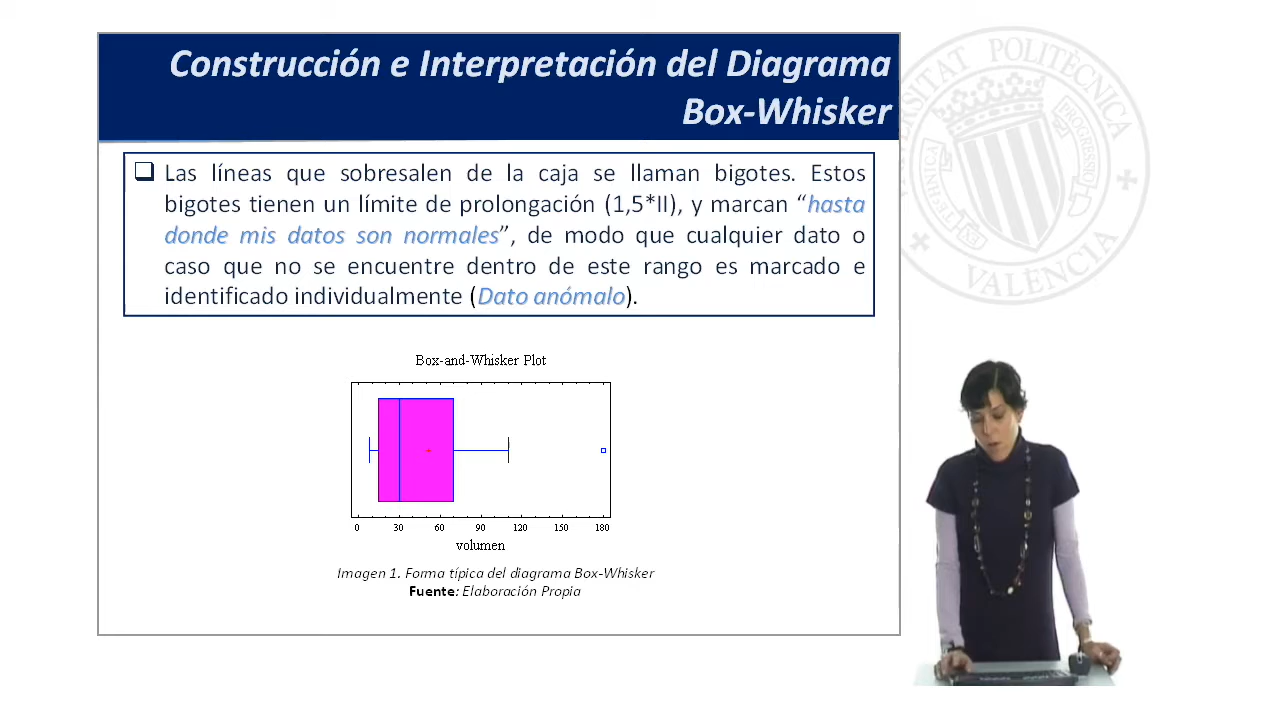 Construcción e Interpretación del Diagrama
Box-Whisker
❑ Las líneas que sobresalen de la caja se llaman bigotes. Estos
bigotes tienen un límite de prolongación (1,5*II), y marcan “hasta
donde mis datos son normales”, de modo que cualquier dato o
caso que no se encuentre dentro de este rango es marcado e
identificado individualmente (Dato anómalo).
Box-and-Whisker Plot
0 30 60 90 120 150 180
volumen
Imagen 1. Forma típica del diagrama Box-Whisker
Fuente: Elaboración Propia
POLITÈCNICA
VALÈNCIA